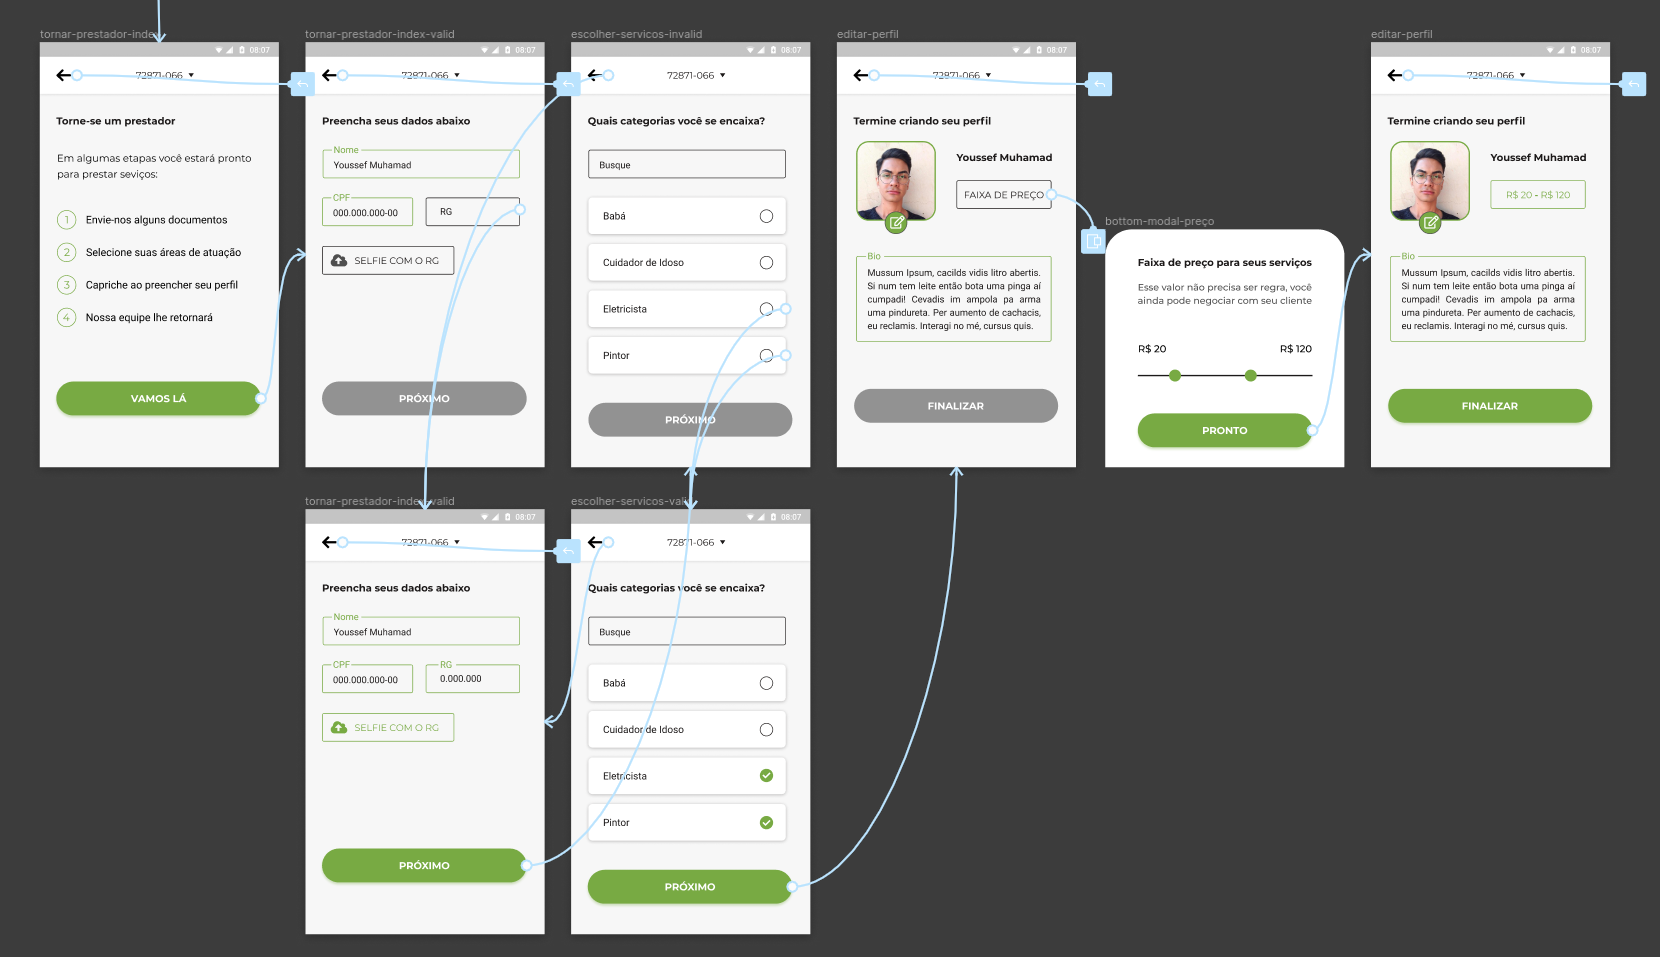 tornar-prestador-index
08:07
72871-066
Torne-se um prestador
Em algumas etapas você estará pronto
para prestar seviços:
1 Envie-nos alguns documentos
2 Selecione suas áreas de atuação
3 Capriche ao preencher seu perfil
4 Nossa equipe lhe retornará
VAMOS LÁ
tornar-prestador-index-valid
08:07
72871-066
Preencha seus dados abaixo
Nome
Youssef Muhamad
CPF
000.000.000-00
RG
SELFIE COM O RG
PRÓXIMO
escolher-servicos-invalid
08:07
72871-066
Quais categorias você se encaixa?
Busque
Babá
Cuidador de Idoso
Eletricista
Pintor
PRÓXIMO
editar-perfil
08:07
72871-066
Termine criando seu perfil
Youssef Muhamad
FAIXA DE PREÇO
Bio
Mussum Ipsum, cacilds vidis litro abertis.
Si num tem leite então bota uma pinga aí
cumpadi! Cevadis im ampola pa arma
uma pindureta. Per aumento de cachacis,
eu reclamis. Interagi no mé, cursus quis.
FINALIZAR
bottom-modal-preço
Faixa de preço para seus serviços
Esse valor não precisa ser regra, você
ainda pode negociar com seu cliente
R$ 20
R$ 120
PRONTO
editar-perfil
08:07
72871-066
Termine criando seu perfil
Youssef Muhamad
R$ 20 - R$ 120
Bio
Mussum Ipsum, cacilds vidis litro abertis.
Si num tem leite então bota uma pinga aí
cumpadi! Cevadis im ampola pa arma
uma pindureta. Per aumento de cachacis,
eu reclamis. Interagi no mé, cursus quis.
FINALIZAR
tornar-prestador-index-valid
08:07
72871-066
Preencha seus dados abaixo
Nome
Youssef Muhamad
CPF
000.000.000-00
RG
0.000.000
SELFIE COM O RG
PRÓXIMO
escolher-servicos-valid
08:07
72871-066
Quais categorias você se encaixa?
Busque
Babá
Cuidador de Idoso
Eletricista
Pintor
PRÓXIMO